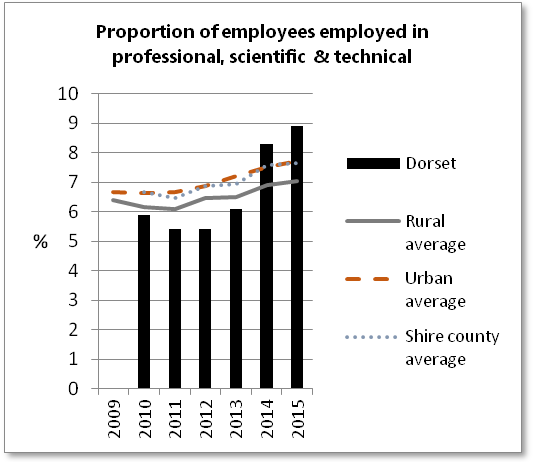 Proportion of employees employed in
professional, scientific & technical
10
9
8
7
6
5
4
3
2
1
0
%
2009
2010
2011
2012
2013
2014
2015
Dorset
Rural
average
Urban
average
Shire county
average